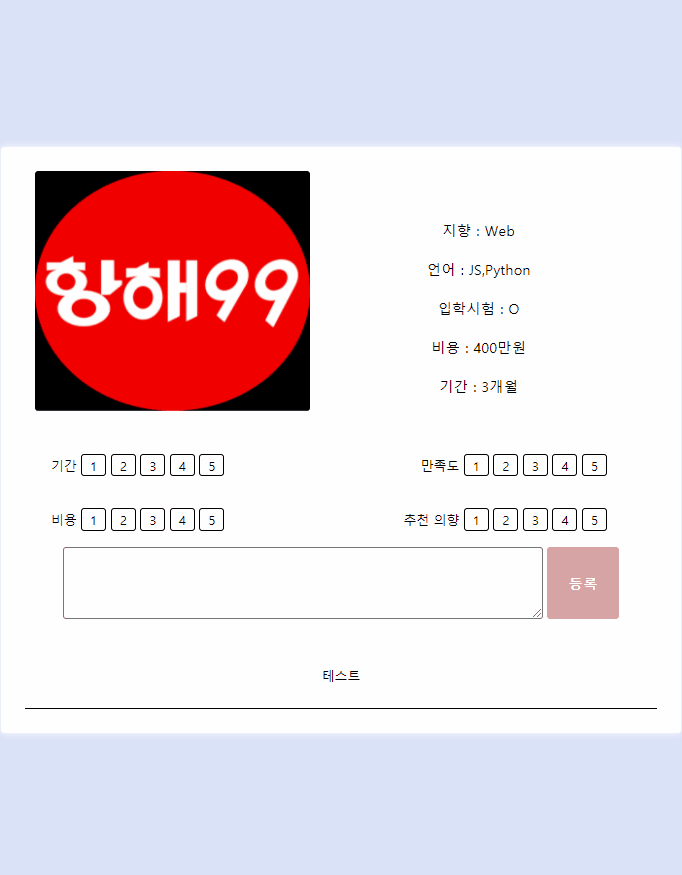 항해99
지향 : Web
언어 : JS,Python
입학시험 : O
비용 : 400만원
기간 : 3개월
기간 1 2 3 4 5
만족도 1 2 3 4 5
비용 1 2 3 4 5
추천 의향 1 2 3 4 5
등록
테스트